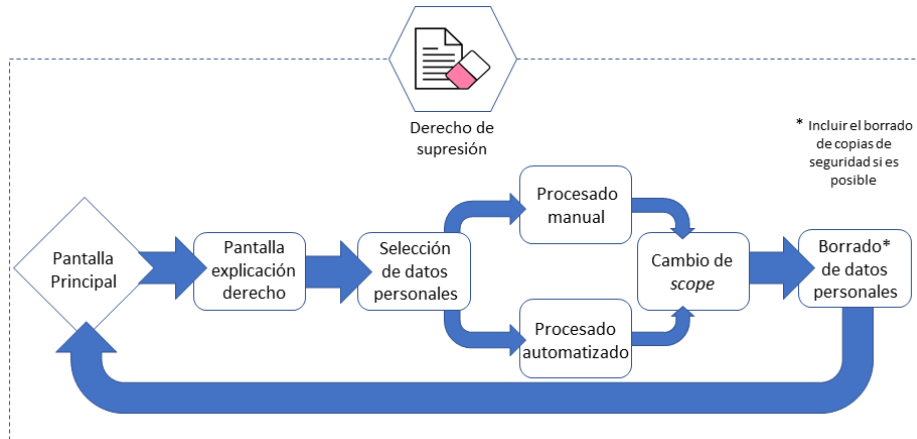 Derecho de
supresión
* Incluir el borrado
de copias de
seguridad si es
posible
Pantalla
Principal
Pantalla
explicación
derecho
Selección
de datos
personales
Procesado
manual
Procesado
automatizado
Cambio de
scope
Borrado*
de datos
personales